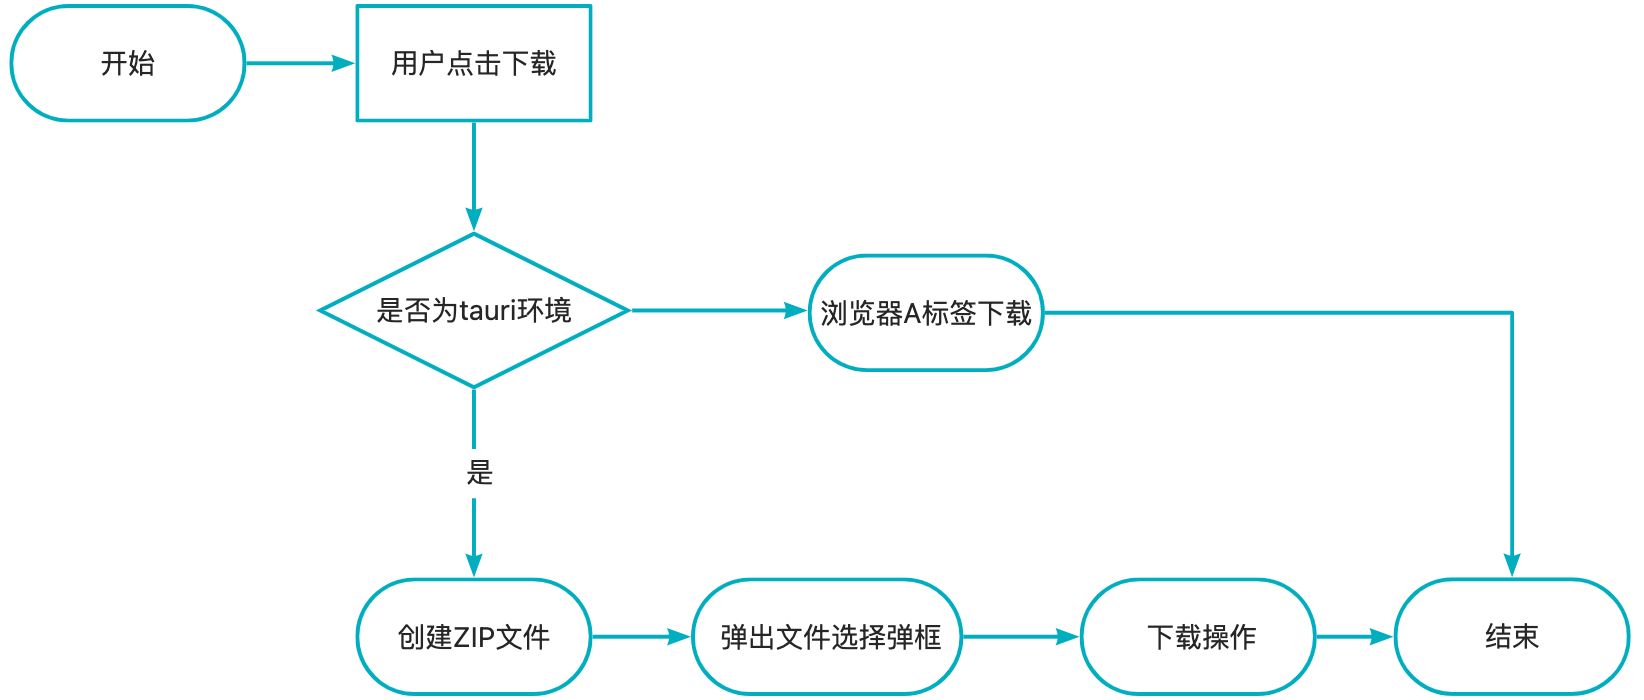 开始
用户点击下载
是否为tauri环境
浏览器A标签下载
是
创建ZIP文件
弹出文件选择弹框
下载操作
结束